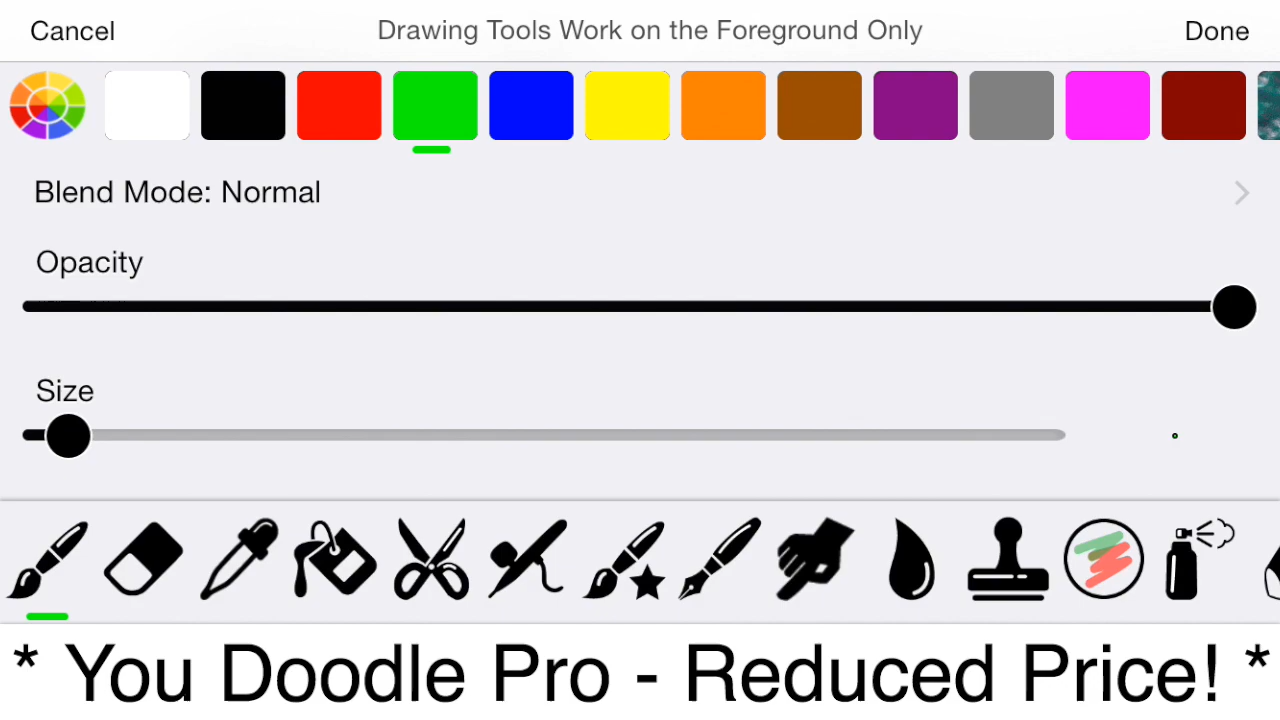 Cancel
Drawing Tools Work on the Foreground Only
Done
Blend Mode: Normal
Opacity
Size
* You Doodle Pro - Reduced Price! *